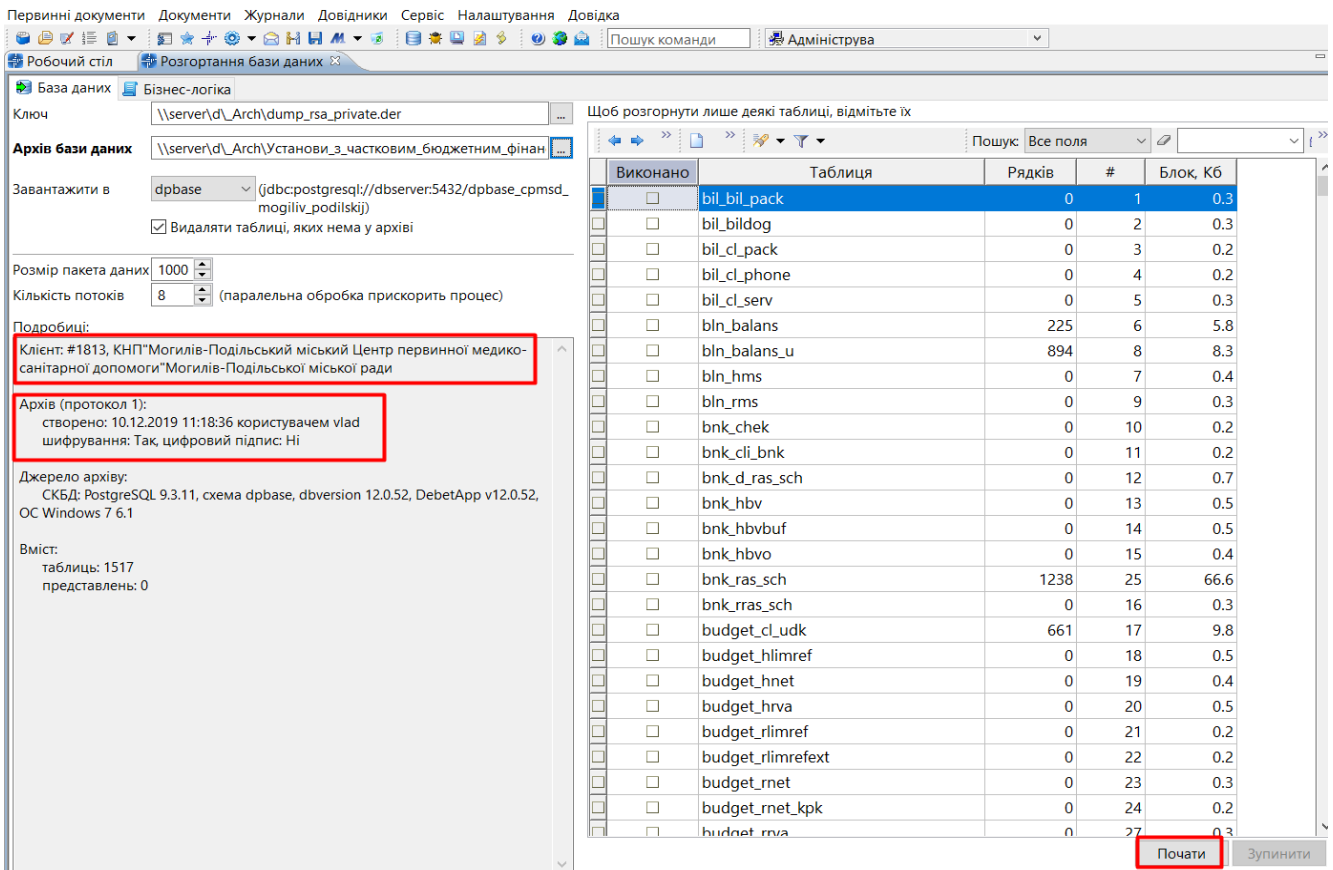 Первинні документи Документи Журнали Довідники Сервіс Налаштування Довідка
Пошук команди Адмініструва
Робочий стіл Розгортання бази даних
База даних Бізнес-логіка
Ключ \\server\d\_Arch\dump_rsa_private.der ...
Архів бази даних \\server\d\_Arch\Установи_з_частковим_бюджетним_фінан ...
Завантажити в dpbase (jdbc:postgresql://dbserver:5432/dpbase_cpmsd_
mogiliv_podilskij)
Видаляти таблиці, яких нема у архіві
Розмір пакета даних 1000
Кількість потоків 8 (паралельна обробка прискорить процес)
Подробиці:
Клієнт: #1813, КНП"Могилів-Подільський міський Центр первинної медико-
санітарної допомоги"Могилів-Подільської міської ради
Архів (протокол 1):
створено: 10.12.2019 11:18:36 користувачем vlad
шифрування: Так, цифровий підпис: Ні
Джерело архіву:
СКБД: PostgreSQL 9.3.11, схема dpbase, dbversion 12.0.52, DebetApp v12.0.52,
ОС Windows 7 6.1
Вміст:
таблиць: 1517
представлень: 0
Щоб розгорнути лише деякі таблиці, відмітьте їх
Пошук: Все поля
Виконано Таблиця Рядків # Блок, Кб
bil_bil_pack 0 1 0.3
bil_bildog 0 2 0.3
bil_cl_pack 0 3 0.2
bil_cl_phone 0 4 0.2
bil_cl_serv 0 5 0.3
bln_balans 225 6 5.8
bln_balans_u 894 8 8.3
bln_hms 0 7 0.4
bln_rms 0 9 0.3
bnk_chek 0 10 0.2
bnk_cli_bnk 0 11 0.2
bnk_d_ras_sch 0 12 0.7
bnk_hbv 0 13 0.5
bnk_hbvbuf 0 14 0.5
bnk_hbvo 0 15 0.4
bnk_ras_sch 1238 25 66.6
bnk_rras_sch 0 16 0.3
budget_cl_udk 661 17 9.8
budget_hlimref 0 18 0.5
budget_hnet 0 19 0.4
budget_hrva 0 20 0.5
budget_rlimref 0 21 0.2
budget_rlimrefext 0 22 0.2
budget_rnet 0 23 0.3
budget_rnet_kpk 0 24 0.2
budget_rrva 0 27 0.3
Почати Зупинити